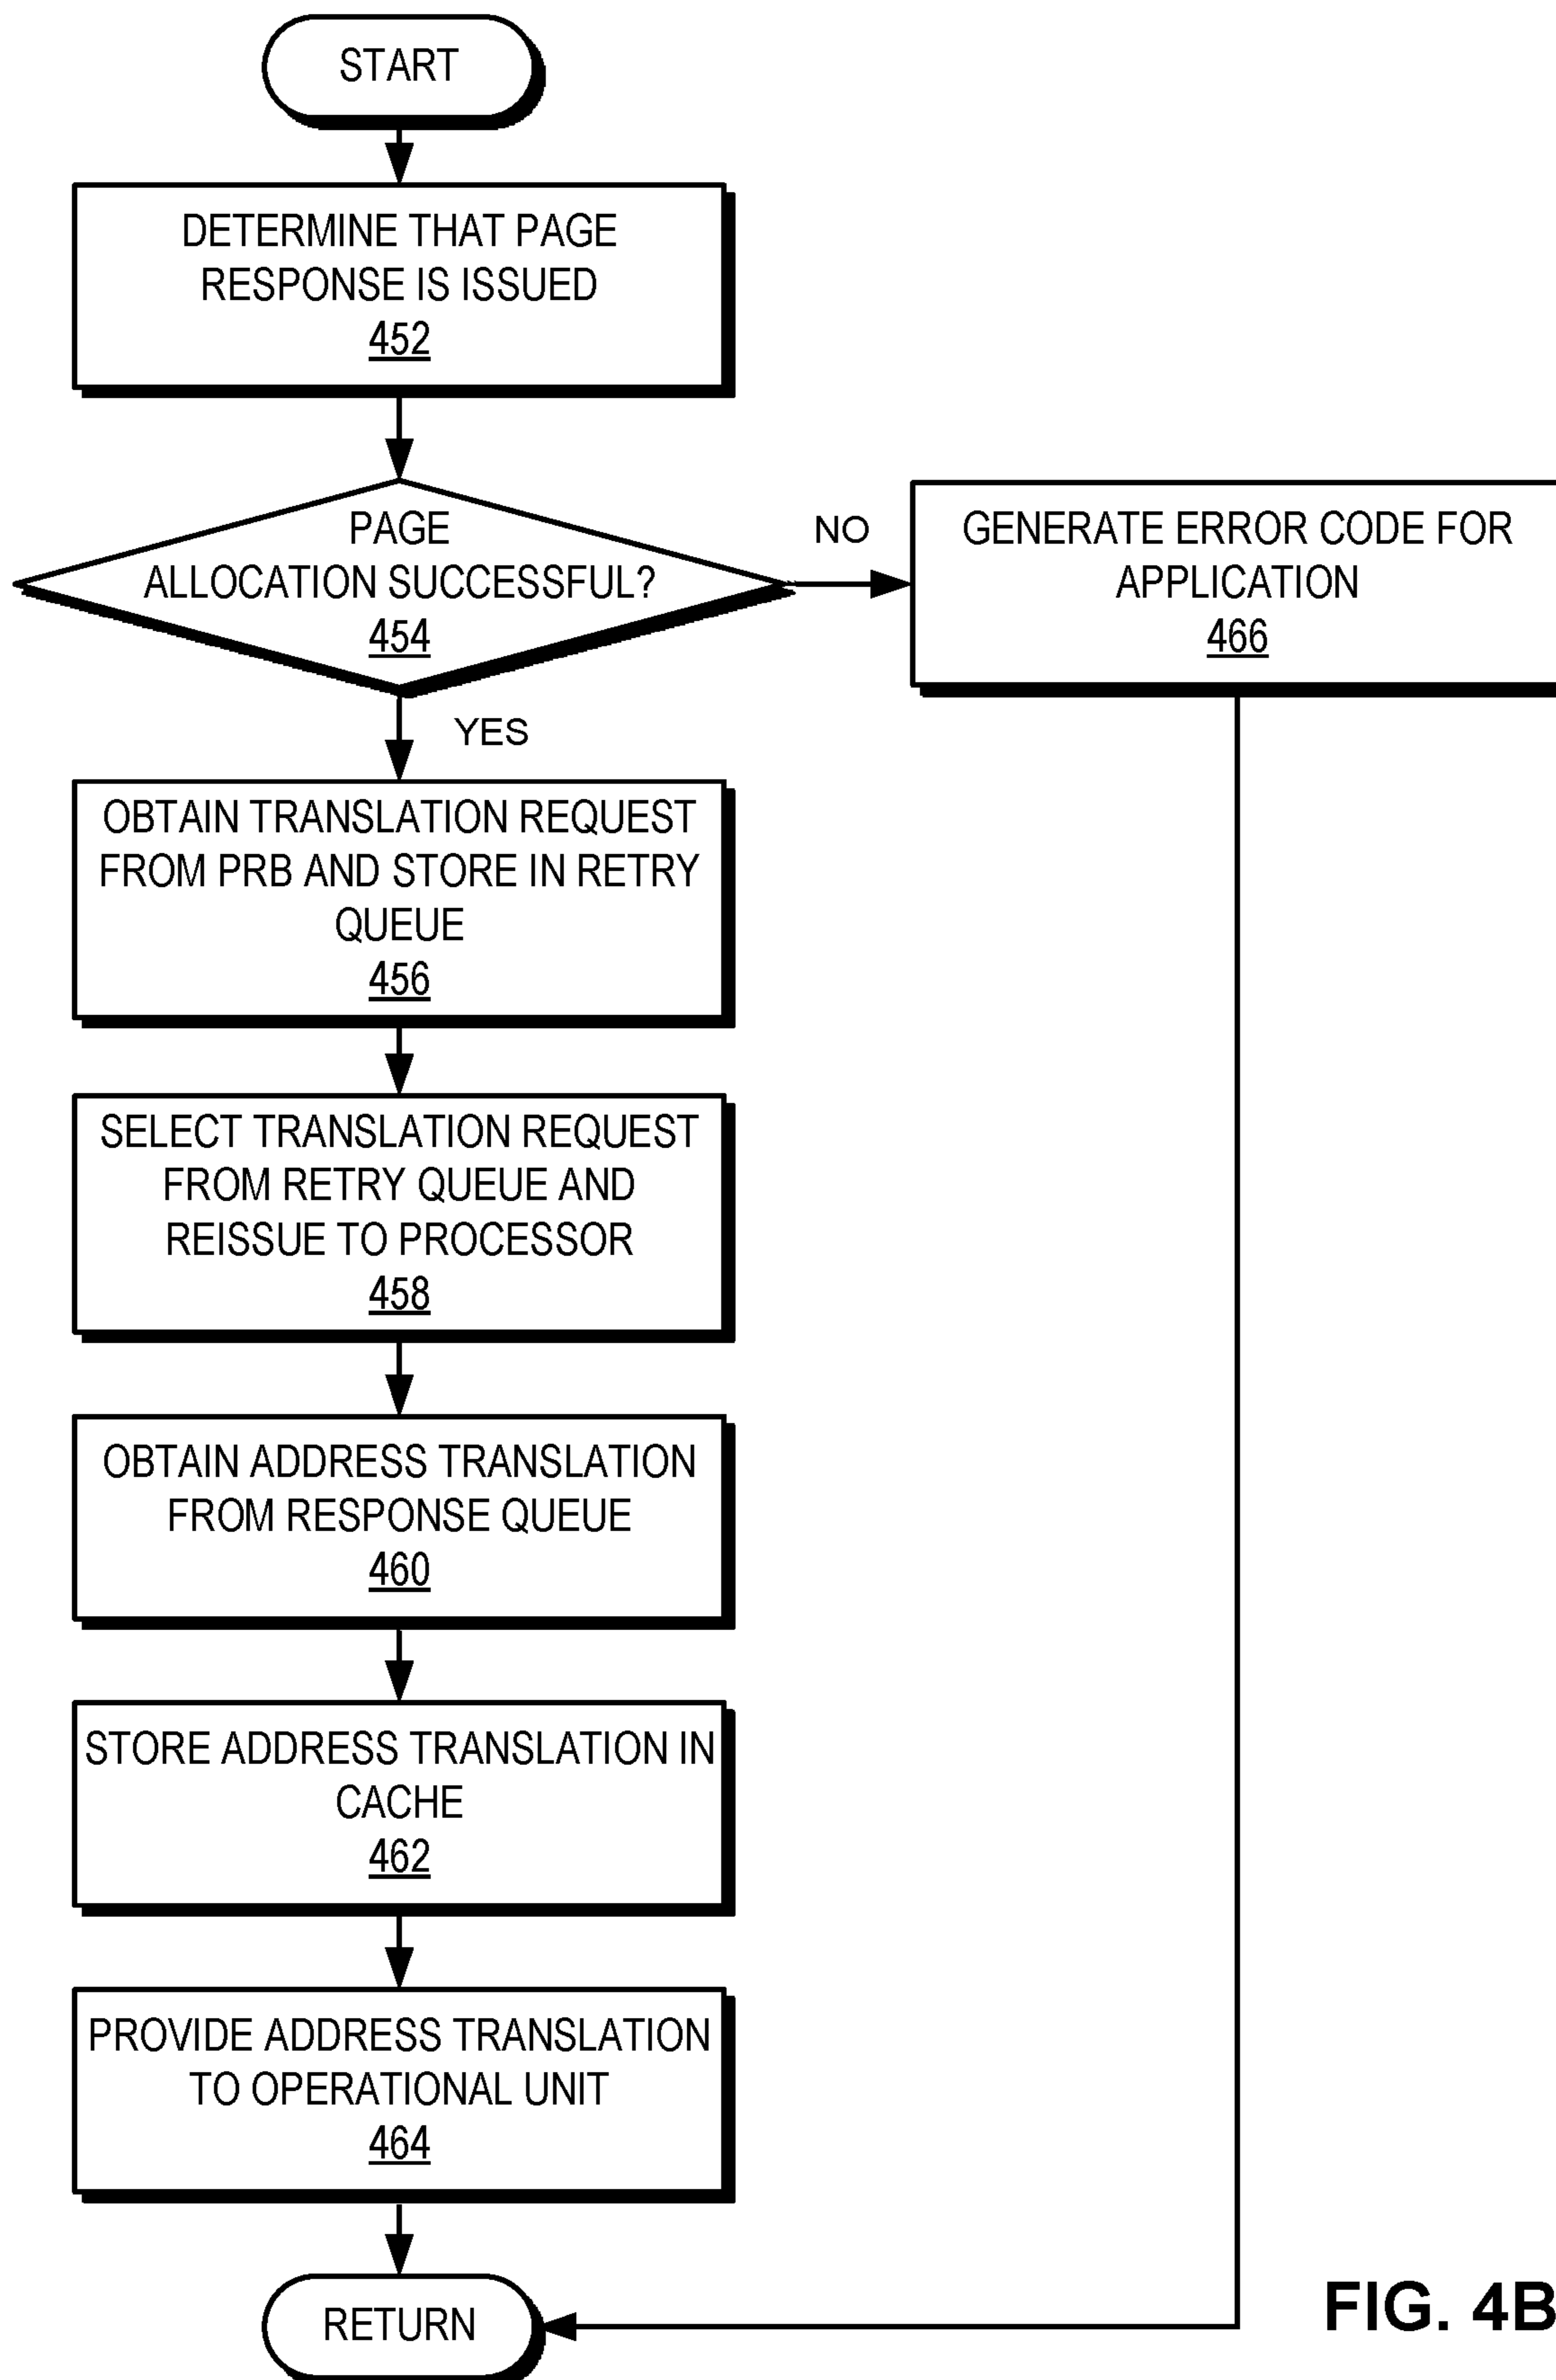 START
DETERMINE THAT PAGE
RESPONSE IS ISSUED
452
PAGE
ALLOCATION SUCCESSFUL?
454
NO
GENERATE ERROR CODE FOR
APPLICATION
466
YES
OBTAIN TRANSLATION REQUEST
FROM PRB AND STORE IN RETRY
QUEUE
456
SELECT TRANSLATION REQUEST
FROM RETRY QUEUE AND
REISSUE TO PROCESSOR
458
OBTAIN ADDRESS TRANSLATION
FROM RESPONSE QUEUE
460
STORE ADDRESS TRANSLATION IN
CACHE
462
PROVIDE ADDRESS TRANSLATION
TO OPERATIONAL UNIT
464
RETURN
FIG. 4B